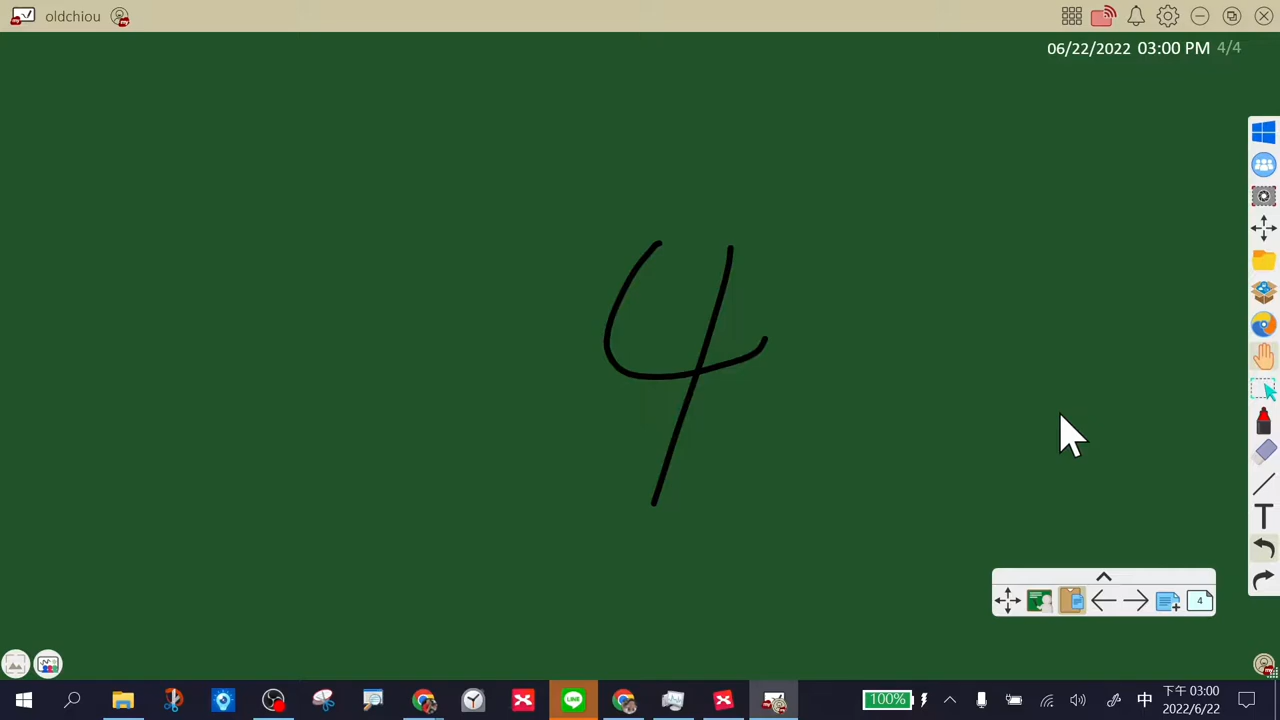 oldchiou
06/22/2022 03:00 PM 4/4
4
T
4
100%
中
下午 03:00
2022/6/22
LINE